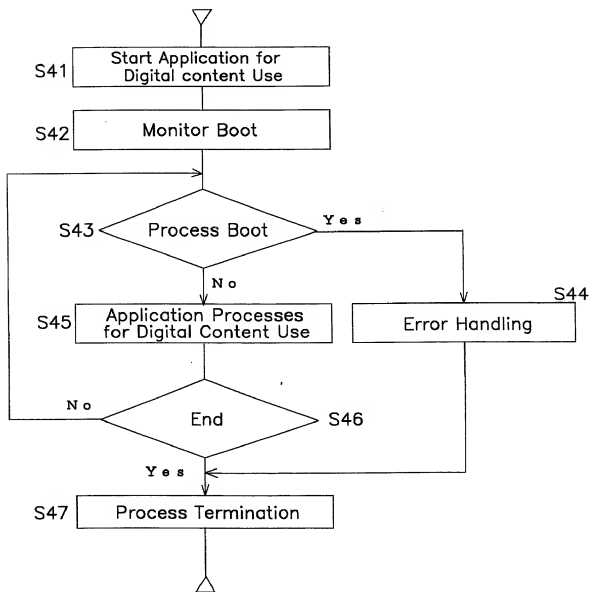 S41
Start Application for
Digital content Use
S42
Monitor Boot
S43
Process Boot
Yes
No
S44
Error Handling
S45
Application Processes
for Digital Content Use
No
End
S46
Yes
S47
Process Termination